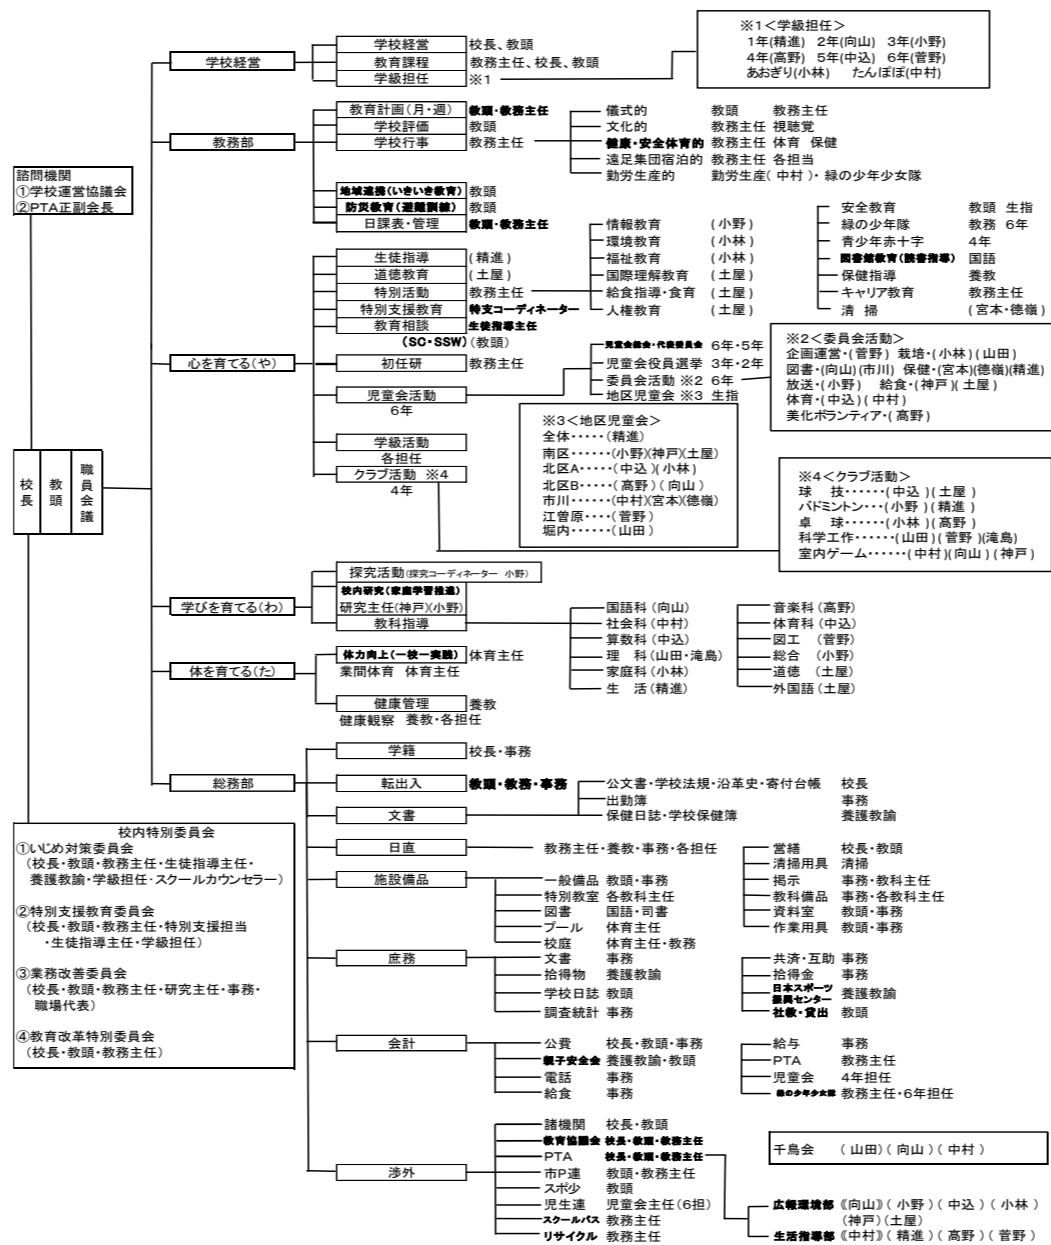 学校経営
学校経営 校長、教頭
教育課程 教務主任、校長、教頭
学級担任 ※1
※1<学級担任>
1年(精進) 2年(向山) 3年(小野)
4年(高野) 5年(中込) 6年(菅野)
あおぎり(小林) たんぽぽ(中村)
教務部
教育計画(月・週) 教頭・教務主任
学校評価 教頭
学校行事 教務主任
儀式的 教頭 教務主任
文化的 教務主任 視聴覚
健康・安全体育的 教務主任 体育 保健
遠足集団宿泊的 教務主任 各担当
勤労生産的 勤労生産(中村)・緑の少年少女隊
地域連携(いきいき教育) 教頭
防災教育(避難訓練) 教頭
日課表・管理 教頭・教務主任
諮問機関
①学校運営協議会
②PTA正副会長
校長
教頭
職員会議
心を育てる(や)
生徒指導 (精進)
道徳教育 (土屋)
特別活動 教務主任
特別支援教育 特支コーディネーター
教育相談 生徒指導主任
(SC・SSW)(教頭)
初任研 教務主任
児童会活動
6年
学級活動
各担任
クラブ活動 ※4
4年
情報教育 (小野)
環境教育 (小林)
福祉教育 (小林)
国際理解教育 (土屋)
給食指導・食育 (土屋)
人権教育 (土屋)
安全教育 教頭 生指
緑の少年隊 教務 6年
青少年赤十字 4年
図書館教育(読書指導) 国語
保健指導 養教
キャリア教育 教務主任
清掃 (宮本・徳嶺)
児童会総会・代表委員会 6年・5年
児童会役員選挙 3年・2年
委員会活動 ※2 6年
地区児童会 ※3 生指
※2<委員会活動>
企画運営・(菅野) 栽培・(小林)(山田)
図書・(向山)(市川) 保健・(宮本)(徳嶺)(精進)
放送・(小野) 給食・(神戸)(土屋)
体育・(中込)(中村)
美化ボランティア・(髙野)
※3<地区児童会>
全体・・・・・(精進)
南区・・・・・(小野)(神戸)(土屋)
北区A・・・・(中込)(小林)
北区B・・・・(髙野)(向山)
市川・・・・・(中村)(宮本)(徳嶺)
江曽原・・・・(菅野)
堀内・・・・・(山田)
※4<クラブ活動>
球 技・・・・・・(中込)(土屋)
バドミントン・・・(小野)(精進)
卓 球・・・・・・(小林)(髙野)
科学工作・・・・・・(山田)(菅野)(滝島)
室内ゲーム・・・・・・(中村)(向山)(神戸)
学びを育てる(わ)
探究活動(探究コーディネーター 小野)
校内研究(家庭学習推進)
研究主任(神戸)(小野)
教科指導
国語科(向山)
社会科(中村)
算数科(中込)
理 科(山田・滝島)
家庭科(小林)
生 活(精進)
音楽科(高野)
体育科(中込)
図工 (菅野)
総合 (小野)
道徳 (土屋)
外国語(土屋)
体を育てる(た)
体力向上(一校一実践) 体育主任
業間体育 体育主任
健康管理 養教
健康観察 養教・各担任
総務部
学籍 校長・事務
転出入 教頭・教務・事務
文書
公文書・学校法規・沿革史・寄付台帳 校長
出勤簿 事務
保健日誌・学校保健簿 養護教諭
日直 教務主任・養教・事務・各担任
施設備品
一般備品 教頭・事務
特別教室 各教科主任
図書 国語・司書
プール 体育主任
校庭 体育主任・教務
営繕 校長・教頭
清掃用具 清掃
掲示 事務・教科主任
教科備品 事務・各教科主任
資料室 教頭・事務
作業用具 教頭・事務
庶務
文書 事務
拾得物 養護教諭
学校日誌 教頭
調査統計 事務
共済・互助 事務
拾得金 事務
日本スポーツ
振興センター 養護教諭
社教・貸出 教頭
会計
公費 校長・教頭・事務
親子安全会 養護教諭・教頭
電話 事務
給食 事務
給与 事務
PTA 教務主任
児童会 4年担任
緑の少年少女隊 教務主任・6年担任
渉外
諸機関 校長・教頭
教育協議会 校長・教頭・教務主任
PTA 校長・教頭・教務主任
市P連 教頭・教務主任
スポ少 教頭
児生連 児童会主任(6担)
スクールバス 教務主任
リサイクル 教務主任
千鳥会 (山田)(向山)(中村)
広報環境部 《向山》(小野)(中込)(小林)
(神戸)(土屋)
生活指導部 《中村》(精進)(髙野)(菅野)
校内特別委員会
①いじめ対策委員会
(校長・教頭・教務主任・生徒指導主任・
養護教諭・学級担任・スクールカウンセラー)
②特別支援教育委員会
(校長・教頭・教務主任・特別支援担当
・生徒指導主任・学級担任)
③業務改善委員会
(校長・教頭・教務主任・研究主任・事務・
職場代表)
④教育改革特別委員会
(校長・教頭・教務主任)